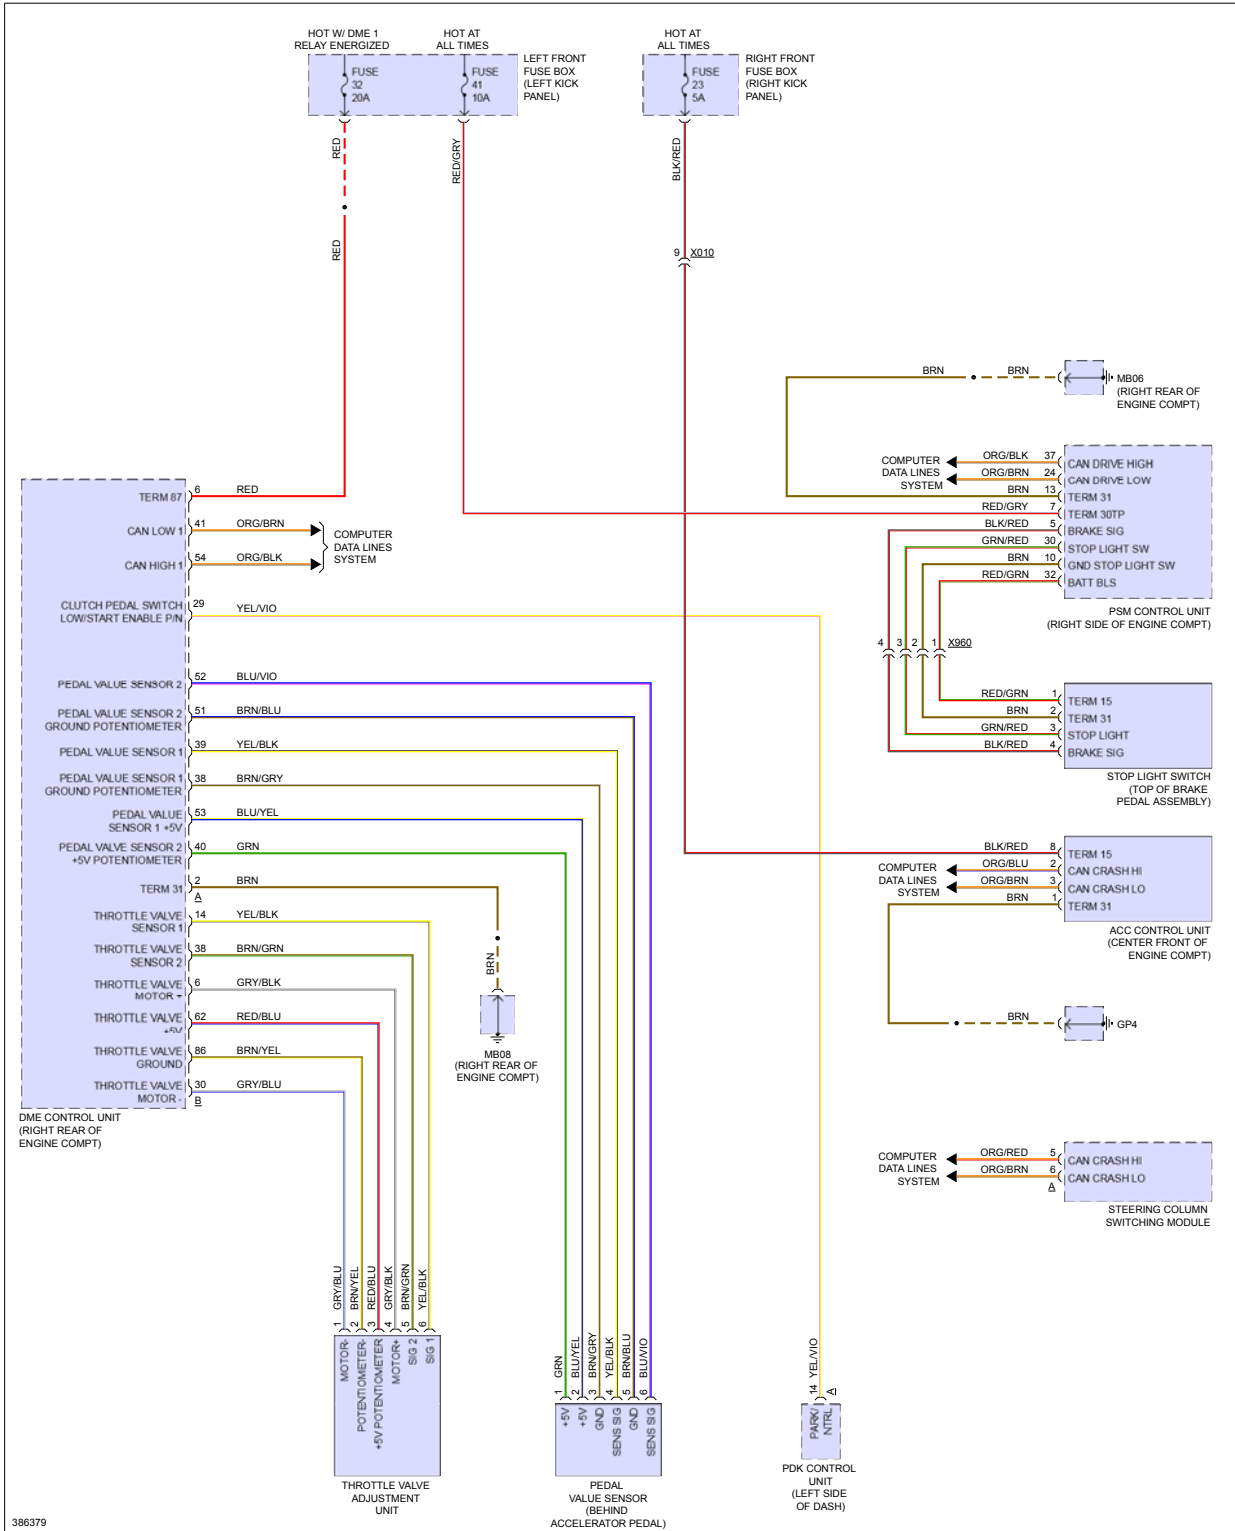 HOT W/ DME 1
RELAY ENERGIZED
HOT AT
ALL TIMES
HOT AT
ALL TIMES
FUSE
32
20A
FUSE
41
10A
LEFT FRONT
FUSE BOX
(LEFT KICK
PANEL)
FUSE
23
5A
RIGHT FRONT
FUSE BOX
(RIGHT KICK
PANEL)
RED
RED/GRY
BLK/RED
RED
9 X010
BRN BRN
MB06
(RIGHT REAR OF
ENGINE COMPT)
COMPUTER
DATA LINES
SYSTEM
ORG/BLK 37 CAN DRIVE HIGH
ORG/BRN 24 CAN DRIVE LOW
BRN 13 TERM 31
RED/GRY 7 TERM 30TP
BLK/RED 5 BRAKE SIG
GRN/RED 30 STOP LIGHT SW
BRN 10 GND STOP LIGHT SW
RED/GRN 32 BATT BLS
PSM CONTROL UNIT
(RIGHT SIDE OF ENGINE COMPT)
4 3 2 1 X960
RED/GRN 1 TERM 15
BRN 2 TERM 31
GRN/RED 3 STOP LIGHT
BLK/RED 4 BRAKE SIG
STOP LIGHT SWITCH
(TOP OF BRAKE
PEDAL ASSEMBLY)
BLK/RED 8 TERM 15
COMPUTER
DATA LINES
SYSTEM
ORG/BLU 2 CAN CRASH HI
ORG/BRN 3 CAN CRASH LO
BRN 1 TERM 31
ACC CONTROL UNIT
(CENTER FRONT OF
ENGINE COMPT)
BRN
GP4
COMPUTER
DATA LINES
SYSTEM
ORG/RED 5 CAN CRASH HI
ORG/BRN 6 CAN CRASH LO
A
STEERING COLUMN
SWITCHING MODULE
TERM 87 6 RED
CAN LOW 1 41 ORG/BRN
CAN HIGH 1 54 ORG/BLK
COMPUTER
DATA LINES
SYSTEM
CLUTCH PEDAL SWITCH
LOW/START ENABLE P/N
29 YEL/VIO
PEDAL VALUE SENSOR 2 52 BLU/VIO
PEDAL VALUE SENSOR 2
GROUND POTENTIOMETER
51 BRN/BLU
PEDAL VALUE SENSOR 1 39 YEL/BLK
PEDAL VALUE SENSOR 1
GROUND POTENTIOMETER
38 BRN/GRY
PEDAL VALUE
SENSOR 1 +5V
53 BLU/YEL
PEDAL VALVE SENSOR 2
+5V POTENTIOMETER
40 GRN
TERM 31 2 BRN
A
THROTTLE VALVE
SENSOR 1
14 YEL/BLK
THROTTLE VALVE
SENSOR 2
38 BRN/GRN
THROTTLE VALVE
MOTOR +
6 GRY/BLK
THROTTLE VALVE
+5V
62 RED/BLU
THROTTLE VALVE
GROUND
86 BRN/YEL
THROTTLE VALVE
MOTOR -
30 GRY/BLU
B
DME CONTROL UNIT
(RIGHT REAR OF
ENGINE COMPT)
BRN
MB08
(RIGHT REAR OF
ENGINE COMPT)
1 GRY/BLU
2 BRN/YEL
3 RED/BLU
4 GRY/BLK
5 BRN/GRN
6 YEL/BLK
MOTOR-
POTENTIOMETER-
+5V POTENTIOMETER
MOTOR+
SIG 2
SIG 1
THROTTLE VALVE
ADJUSTMENT
UNIT
1 GRN
2 BLU/YEL
3 BRN/GRY
4 YEL/BLK
5 BRN/BLU
6 BLU/VIO
+5V
+5V
GND
SENS SIG
GND
SENS SIG
PEDAL
VALUE SENSOR
(BEHIND
ACCELERATOR PEDAL)
14 YEL/VIO
A
PARK/
NTRL
PDK CONTROL
UNIT
(LEFT SIDE
OF DASH)
386379